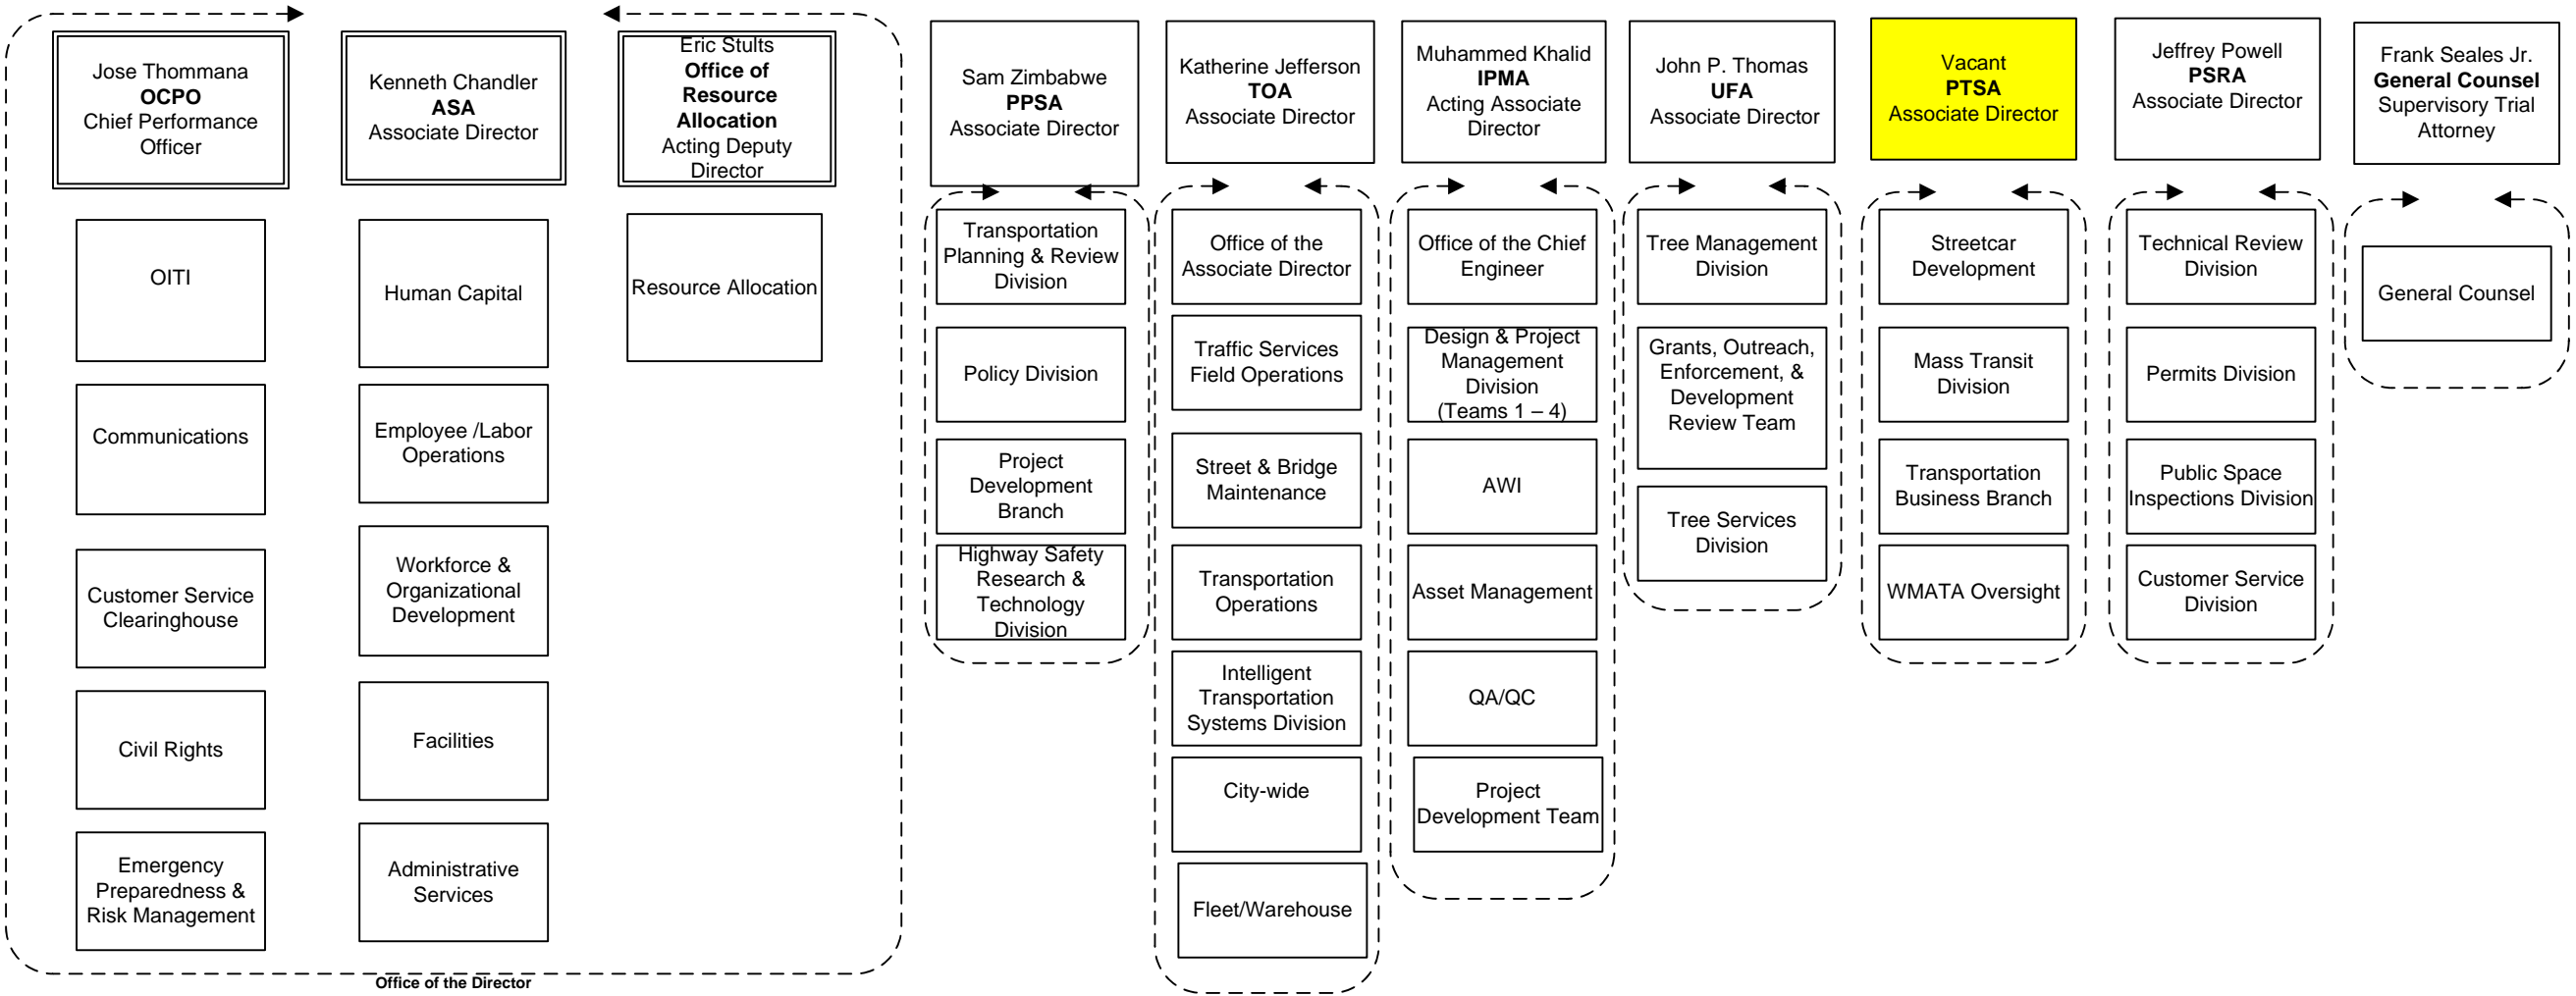 Jose Thommana
OCPO
Chief Performance
Officer
OITI
Communications
Customer Service
Clearinghouse
Civil Rights
Emergency
Preparedness &
Risk Management
Kenneth Chandler
ASA
Associate Director
Human Capital
Employee /Labor
Operations
Workforce &
Organizational
Development
Facilities
Administrative
Services
Eric Stults
Office of
Resource
Allocation
Acting Deputy
Director
Resource Allocation
Office of the Director
Sam Zimbabwe
PPSA
Associate Director
Transportation
Planning & Review
Division
Policy Division
Project
Development
Branch
Highway Safety
Research &
Technology
Division
Katherine Jefferson
TOA
Associate Director
Office of the
Associate Director
Traffic Services
Field Operations
Street & Bridge
Maintenance
Transportation
Operations
Intelligent
Transportation
Systems Division
City-wide
Fleet/Warehouse
Muhammed Khalid
IPMA
Acting Associate
Director
Office of the Chief
Engineer
Design & Project
Management
Division
(Teams 1 – 4)
AWI
Asset Management
QA/QC
Project
Development Team
John P. Thomas
UFA
Associate Director
Tree Management
Division
Grants, Outreach,
Enforcement, &
Development
Review Team
Tree Services
Division
Vacant
PTSA
Associate Director
Streetcar
Development
Mass Transit
Division
Transportation
Business Branch
WMATA Oversight
Jeffrey Powell
PSRA
Associate Director
Technical Review
Division
Permits Division
Public Space
Inspections Division
Customer Service
Division
Frank Seales Jr.
General Counsel
Supervisory Trial
Attorney
General Counsel